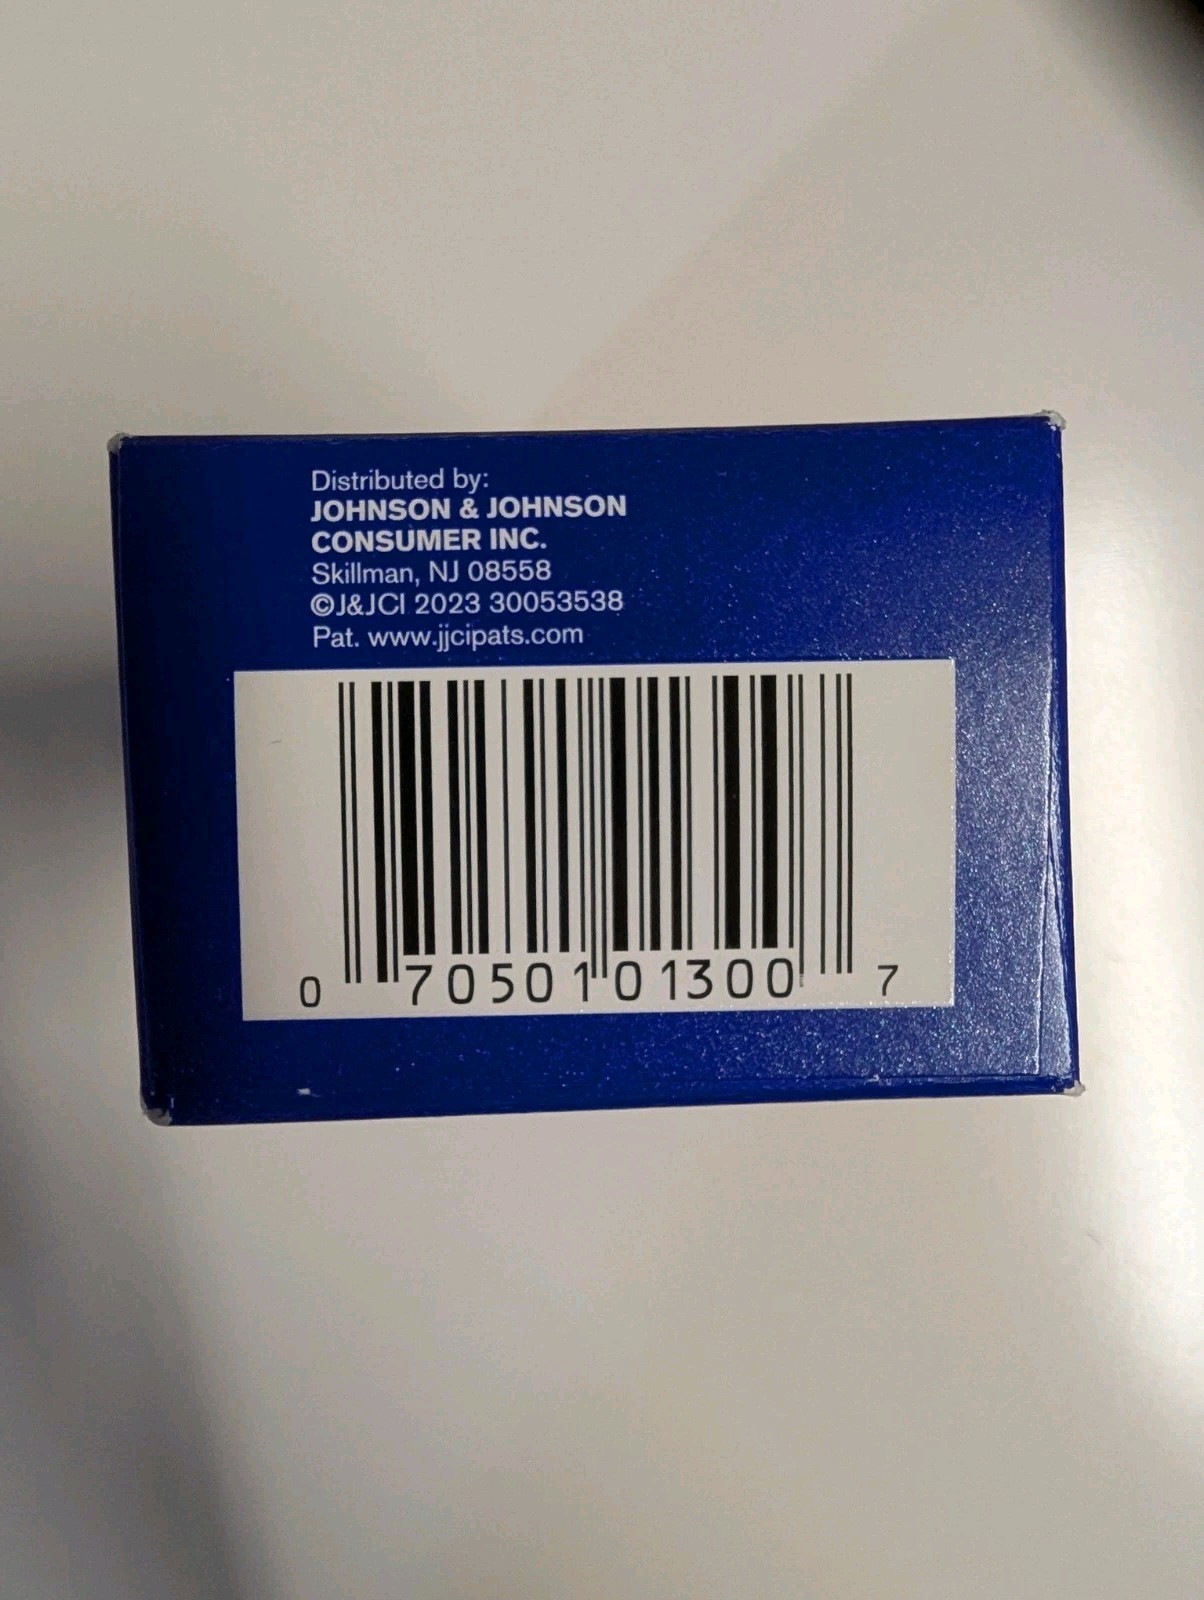 Distributed by:
JOHNSON & JOHNSON
CONSUMER INC.
Skillman, NJ 08558
©J&JCI 2023 30053538
Pat. www.jjcipats.com
0 70501 01300 7